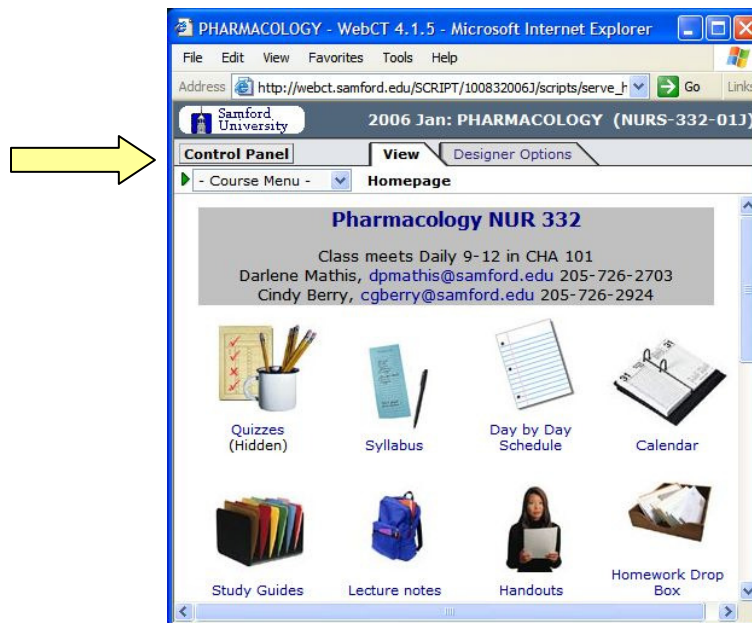 PHARMACOLOGY - WebCT 4.1.5 - Microsoft Internet Explorer
File Edit View Favorites Tools Help
Address http://webct.samford.edu/SCRIPT/100832006J/scripts/serve_h Go Links
Samford
University
2006 Jan: PHARMACOLOGY (NURS-332-01J)
Control Panel View Designer Options
- Course Menu - Homepage
Pharmacology NUR 332
Class meets Daily 9-12 in CHA 101
Darlene Mathis, dpmathis@samford.edu 205-726-2703
Cindy Berry, cgberry@samford.edu 205-726-2924
31 31
Quizzes
(Hidden)
Syllabus
Day by Day
Schedule
Calendar
Study Guides
Lecture notes
Handouts
Homework Drop
Box